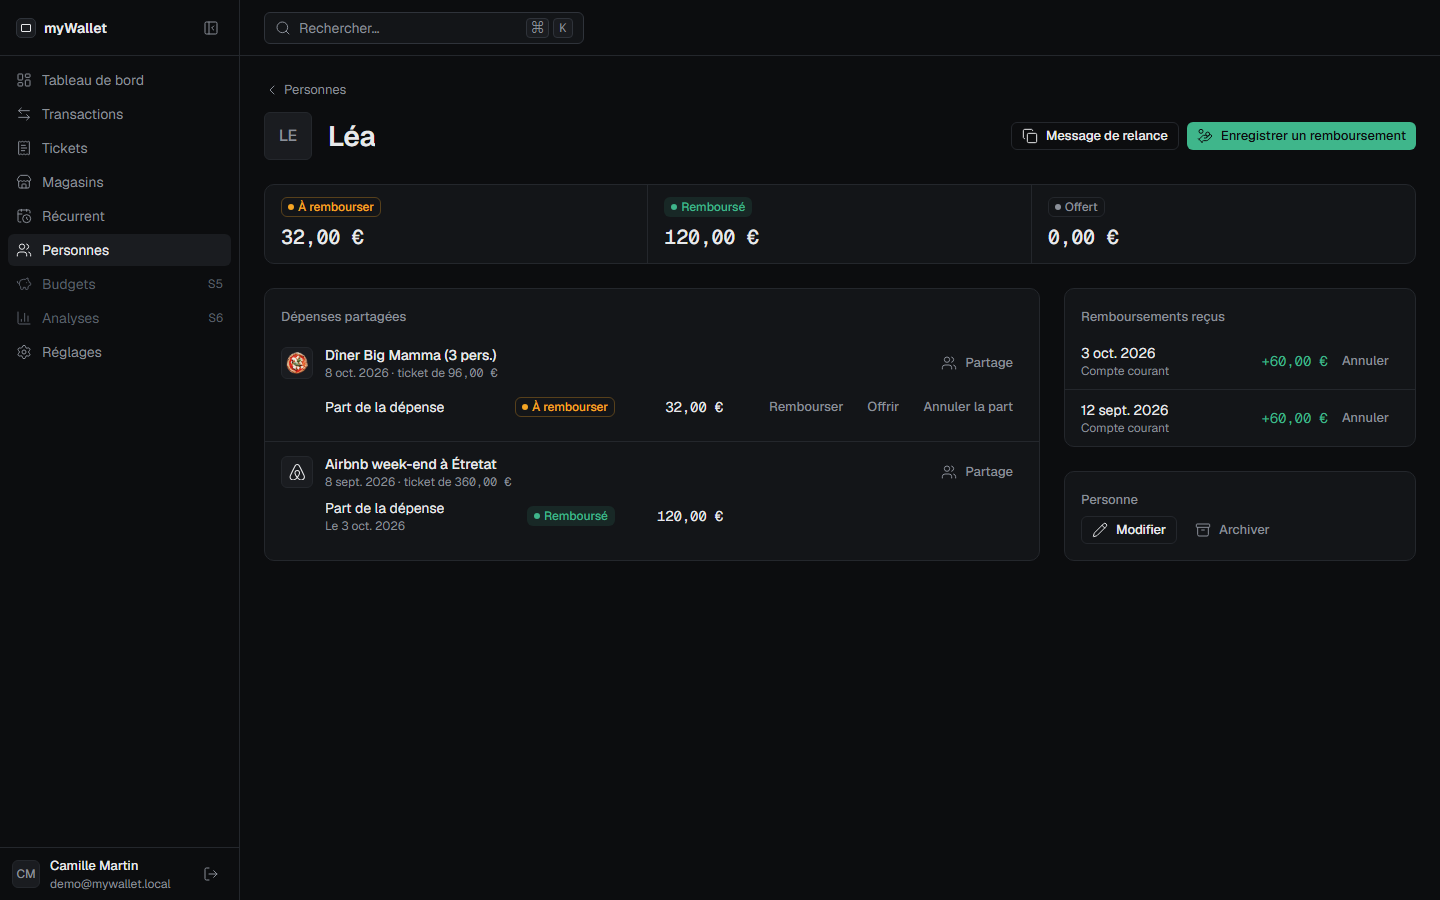 myWallet
Rechercher...
⌘ K
Tableau de bord
Transactions
Tickets
Magasins
Récurrent
Personnes
Budgets S5
Analyses S6
Réglages
Camille Martin
CM
demo@mywallet.local
Personnes
LE
Léa
Message de relance
Enregistrer un remboursement
À rembourser
32,00 €
Remboursé
120,00 €
Offert
0,00 €
Dépenses partagées
Dîner Big Mamma (3 pers.)
8 oct. 2026 · ticket de 96,00 €
Partage
Part de la dépense À rembourser 32,00 € Rembourser Offrir Annuler la part
Airbnb week-end à Étretat
8 sept. 2026 · ticket de 360,00 €
Partage
Part de la dépense
Le 3 oct. 2026
Remboursé 120,00 €
Remboursements reçus
3 oct. 2026
Compte courant
+60,00 € Annuler
12 sept. 2026
Compte courant
+60,00 € Annuler
Personne
Modifier Archiver